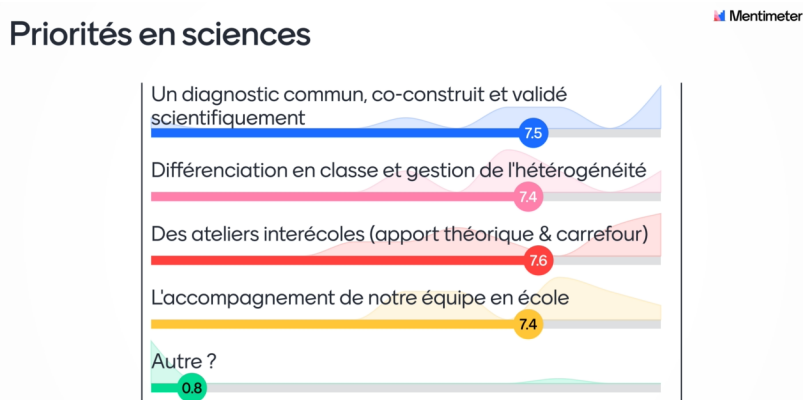 Mentimeter
Priorités en sciences
Un diagnostic commun, co-construit et validé
scientifiquement
7.5
Différenciation en classe et gestion de l'hétérogénéité
7.4
Des ateliers interécoles (apport théorique & carrefour)
7.6
L'accompagnement de notre équipe en école
7.4
Autre ?
0.8